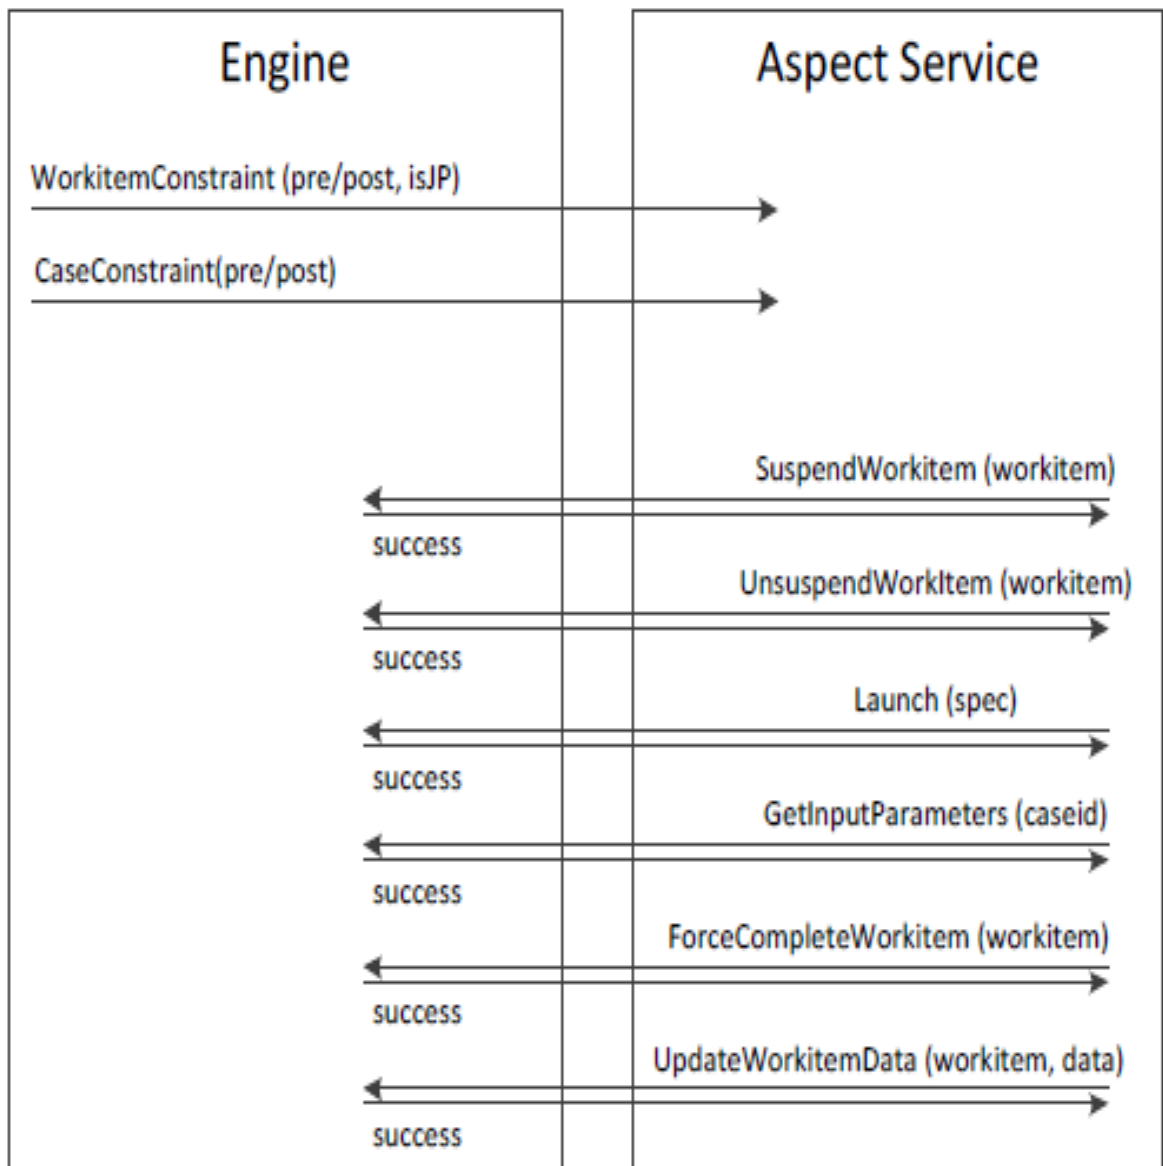 Engine
Aspect Service
WorkitemConstraint (pre/post, isJP)
CaseConstraint(pre/post)
SuspendWorkitem (workitem)
success
UnsuspendWorkItem (workitem)
success
Launch (spec)
success
GetInputParameters (caseid)
success
ForceCompleteWorkitem (workitem)
success
UpdateWorkitemData (workitem, data)
success